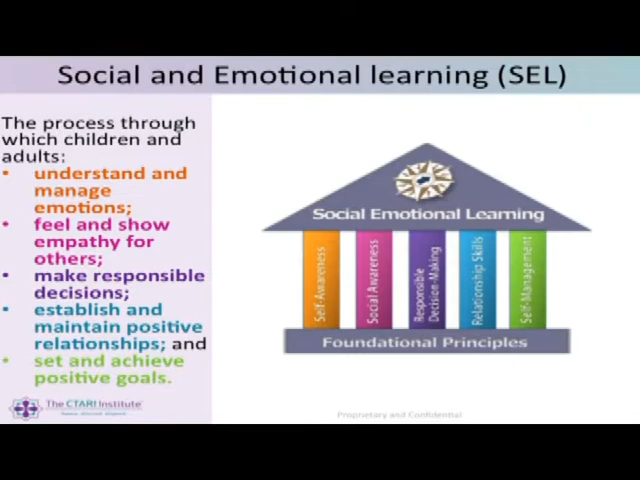 Social and Emotional learning (SEL)
The process through
which children and
adults:
• understand and
manage
emotions;
• feel and show
empathy for
others;
• make responsible
decisions;
• establish and
maintain positive
relationships; and
• set and achieve
positive goals.
Social Emotional Learning
Self-Awareness
Social Awareness
Responsible
Decision-Making
Relationship Skills
Self-Management
Foundational Principles
The CTARI Institute
Proprietary and Confidential